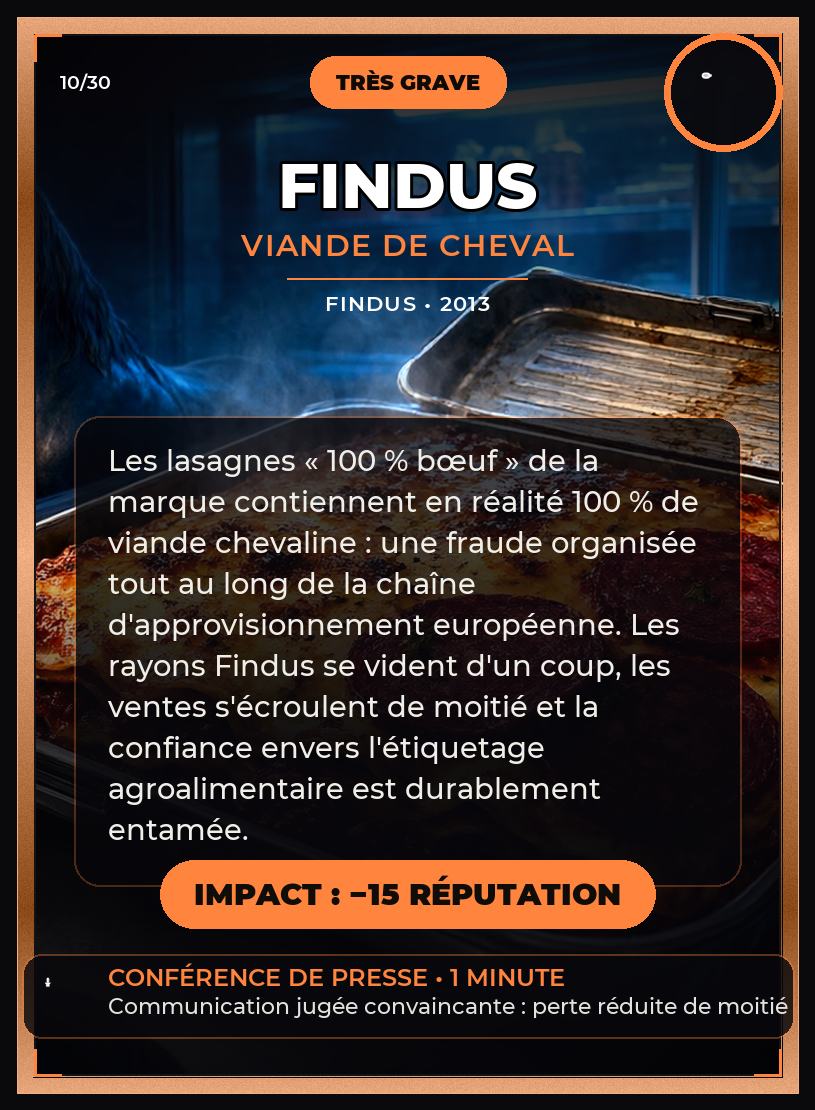 10/30
TRÈS GRAVE
FINDUS
VIANDE DE CHEVAL
FINDUS • 2013
Les lasagnes « 100 % bœuf » de la
marque contiennent en réalité 100 % de
viande chevaline : une fraude organisée
tout au long de la chaîne
d'approvisionnement européenne. Les
rayons Findus se vident d'un coup, les
ventes s'écroulent de moitié et la
confiance envers l'étiquetage
agroalimentaire est durablement
entamée.
IMPACT : −15 RÉPUTATION
CONFÉRENCE DE PRESSE • 1 MINUTE
Communication jugée convaincante : perte réduite de moitié